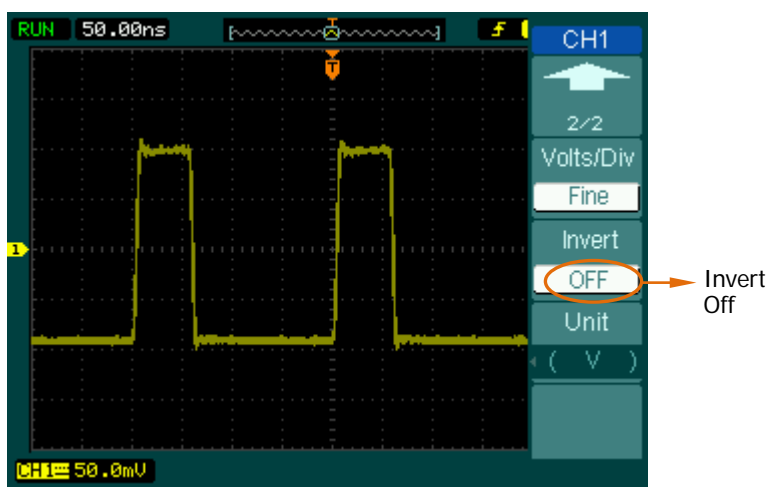 RUN 50.00ns
T
T
CH1
2/2
Volts/Div
Fine
1
Invert
OFF
Invert
Off
Unit
( V )
CH1 50.0mV